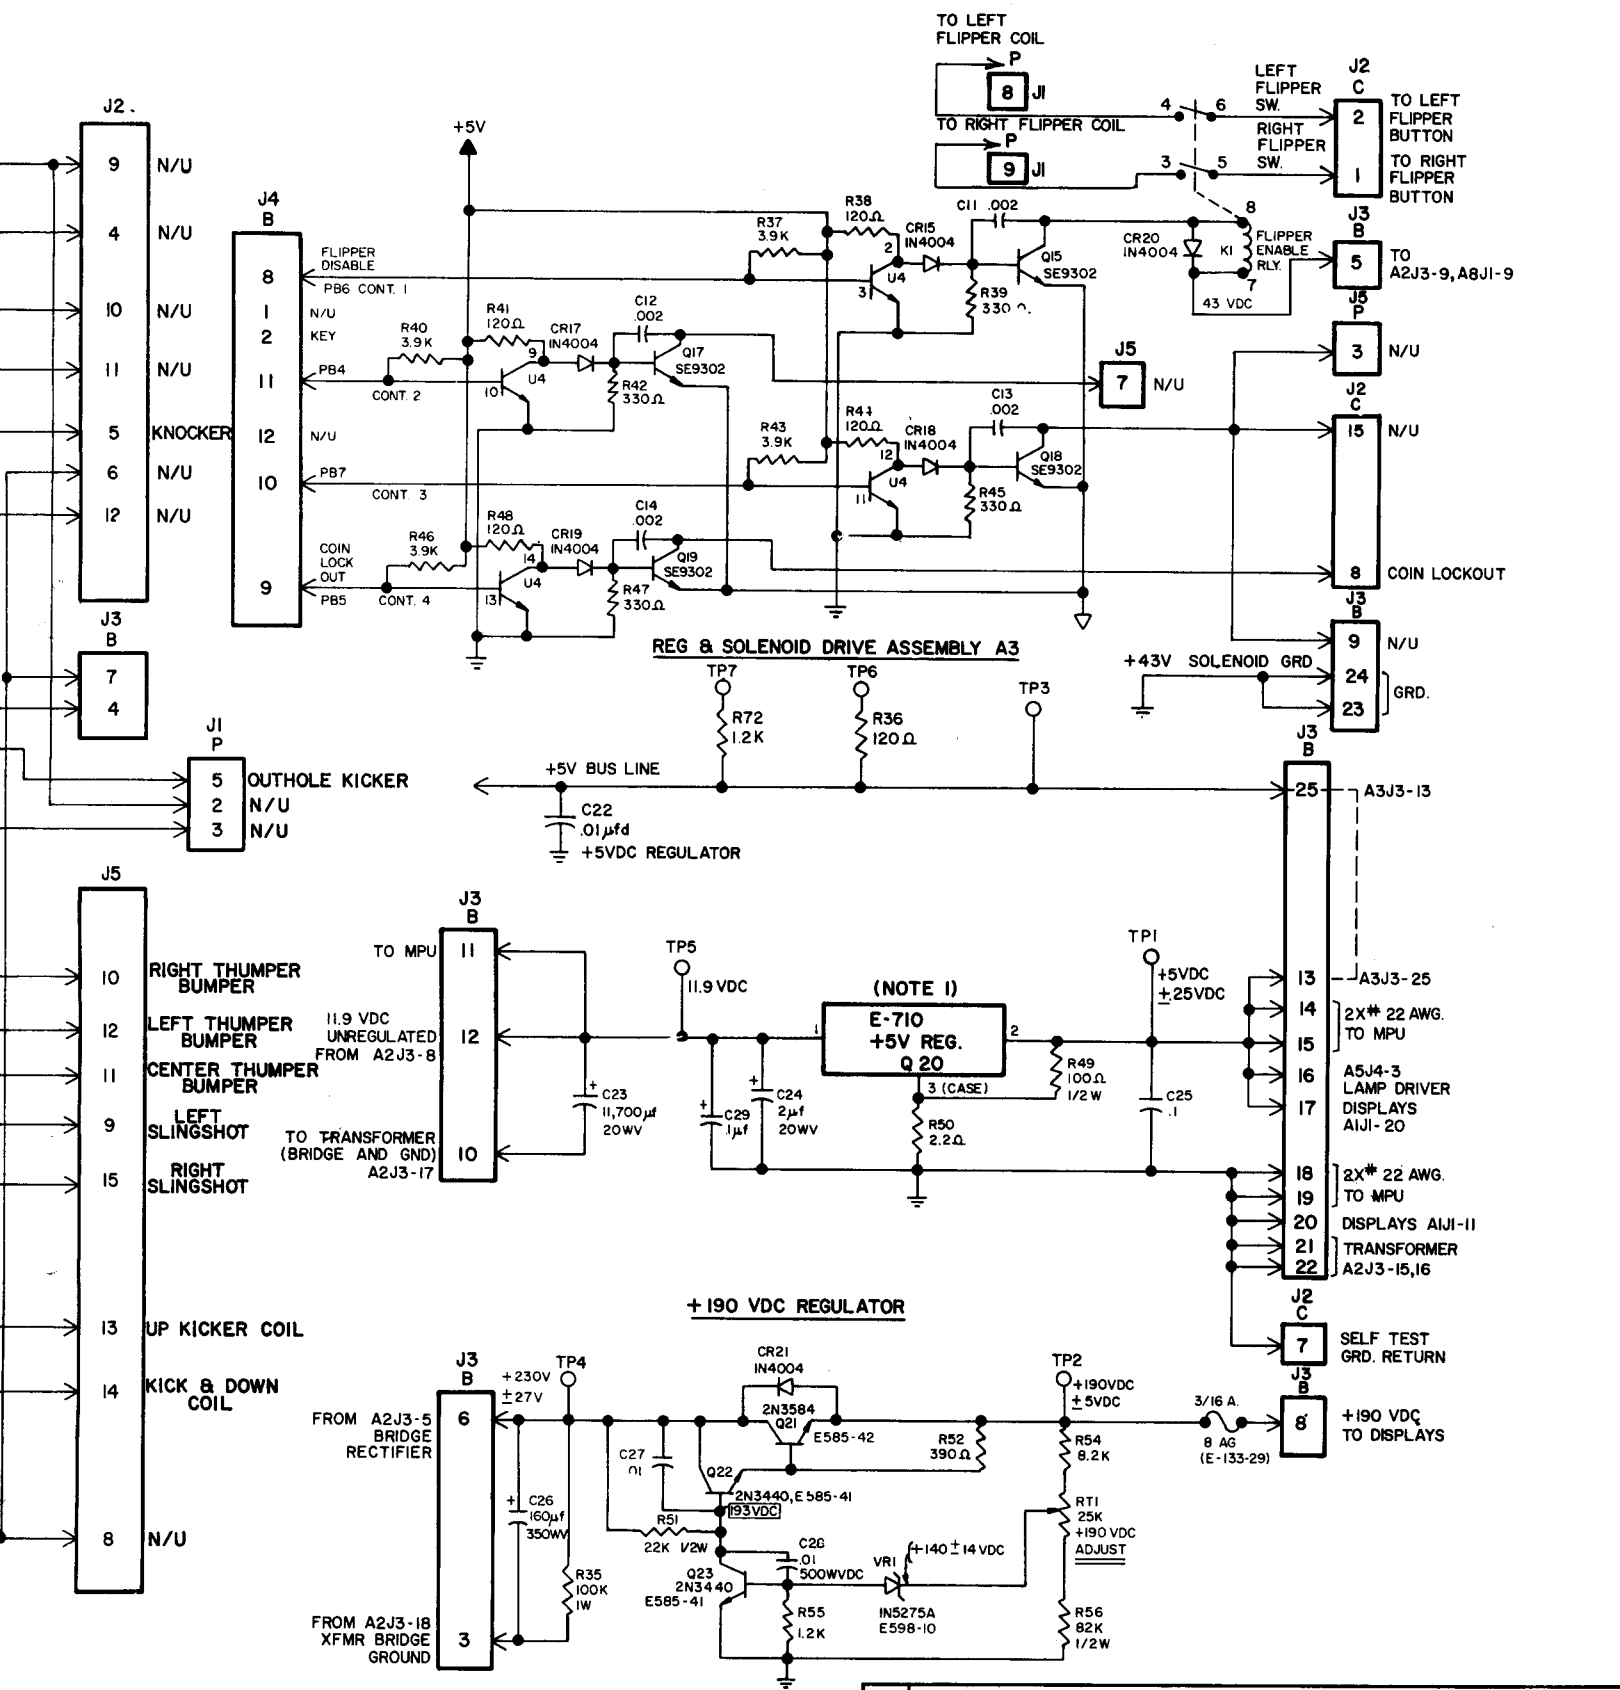 TO LEFT
FLIPPER COIL
P
8 J1
TO RIGHT FLIPPER COIL
P
9 J1
4
6
3
5
LEFT
FLIPPER
SW.
RIGHT
FLIPPER
SW.
J2
C
2
1
TO LEFT
FLIPPER
BUTTON
TO RIGHT
FLIPPER
BUTTON
J2
9 N/U
4 N/U
10 N/U
11 N/U
5 KNOCKER
6 N/U
12 N/U
J3
B
7
4
J4
B
8
1 N/U
2 KEY
11
12 N/U
10
9
FLIPPER
DISABLE
PB6 CONT. 1
PB4
CONT. 2
PB7
CONT. 3
COIN
LOCK
OUT
PB5
CONT. 4
+5V
R40
3.9K
R41
120Ω
9
10
U4
CR17
IN4004
C12
.002
R42
330Ω
Q17
SE9302
R37
3.9K
R38
120Ω
2
3
U4
CR15
IN4004
C11 .002
Q15
SE9302
R39
330 Ω
CR20
IN4004
8
K1
7
FLIPPER
ENABLE
RLY.
43 VDC
J3
B
5
TO
A2J3-9, A8J1-9
J5
P
3 N/U
J5
7 N/U
R43
3.9K
R44
120Ω
12
11
U4
CR18
IN4004
C13
.002
Q18
SE9302
R45
330Ω
J2
C
15 N/U
8 COIN LOCKOUT
R46
3.9K
R48
120Ω
14
13
U4
CR19
IN4004
C14
.002
Q19
SE9302
R47
330Ω
J3
B
9 N/U
24
23
GRD.
+43V SOLENOID GRD
REG & SOLENOID DRIVE ASSEMBLY A3
TP7
R72
1.2K
TP6
R36
120Ω
TP3
+5V BUS LINE
C22
.01µfd
+5VDC REGULATOR
J1
P
5 OUTHOLE KICKER
2 N/U
3 N/U
J5
10 RIGHT THUMPER
BUMPER
12 LEFT THUMPER
BUMPER
11 CENTER THUMPER
BUMPER
9 LEFT
SLINGSHOT
15 RIGHT
SLINGSHOT
13 UP KICKER COIL
14 KICK & DOWN
COIL
8 N/U
J3
B
11
12
10
TO MPU
11.9 VDC
UNREGULATED
FROM A2J3-8
TO TRANSFORMER
(BRIDGE AND GND)
A2J3-17
+
C23
11,700µf
20WV
TP5
11.9 VDC
+
C29
.1µf
+
C24
2µf
20WV
(NOTE 1)
1
E-710
+5V REG.
Q 20
2
3 (CASE)
R50
2.2Ω
R49
100Ω
1/2W
TP1
+5VDC
±.25VDC
C25
.1
J3
B
25 A3J3-13
13 A3J3-25
14
15
2X# 22 AWG.
TO MPU
16
17
A5J4-3
LAMP DRIVER
DISPLAYS
A1J1-20
18
19
2X# 22 AWG.
TO MPU
20 DISPLAYS A1J1-11
21
22
TRANSFORMER
A2J3-15,16
J2
C
7
SELF TEST
GRD. RETURN
J3
B
8
+190 VDC
TO DISPLAYS
+190 VDC REGULATOR
J3
B
6
3
FROM A2J3-5
BRIDGE
RECTIFIER
FROM A2J3-18
XFMR BRIDGE
GROUND
+230V
±27V
TP4
+
C26
160µf
350WV
R35
100K
1W
C27
.01
CR21
IN4004
2N3584
Q21
E585-42
Q22
2N3440, E585-41
193VDC
R51
22K 1/2W
Q23
2N3440
E585-41
C28
.01
500WVDC
R55
1.2K
VR1
+140 ± 14VDC
IN5275A
E598-10
R52
390Ω
TP2
+190VDC
±5VDC
R54
8.2K
RT1
25K
+190 VDC
ADJUST
R56
82K
1/2W
3/16 A.
8 AG
(E-133-29)